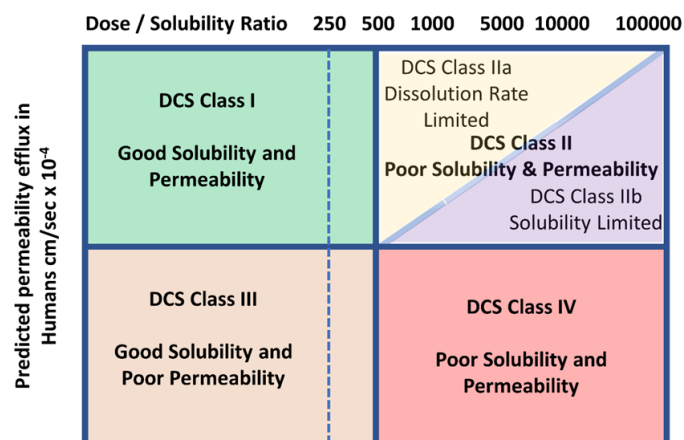 Dose / Solubility Ratio 250 500 1000 5000 10000 100000
Predicted permeability efflux in
Humans cm/sec x 10⁻⁴
DCS Class I
Good Solubility and
Permeability
DCS Class IIa
Dissolution Rate
Limited
DCS Class II
Poor Solubility & Permeability
DCS Class IIb
Solubility Limited
DCS Class III
Good Solubility and
Poor Permeability
DCS Class IV
Poor Solubility and
Permeability